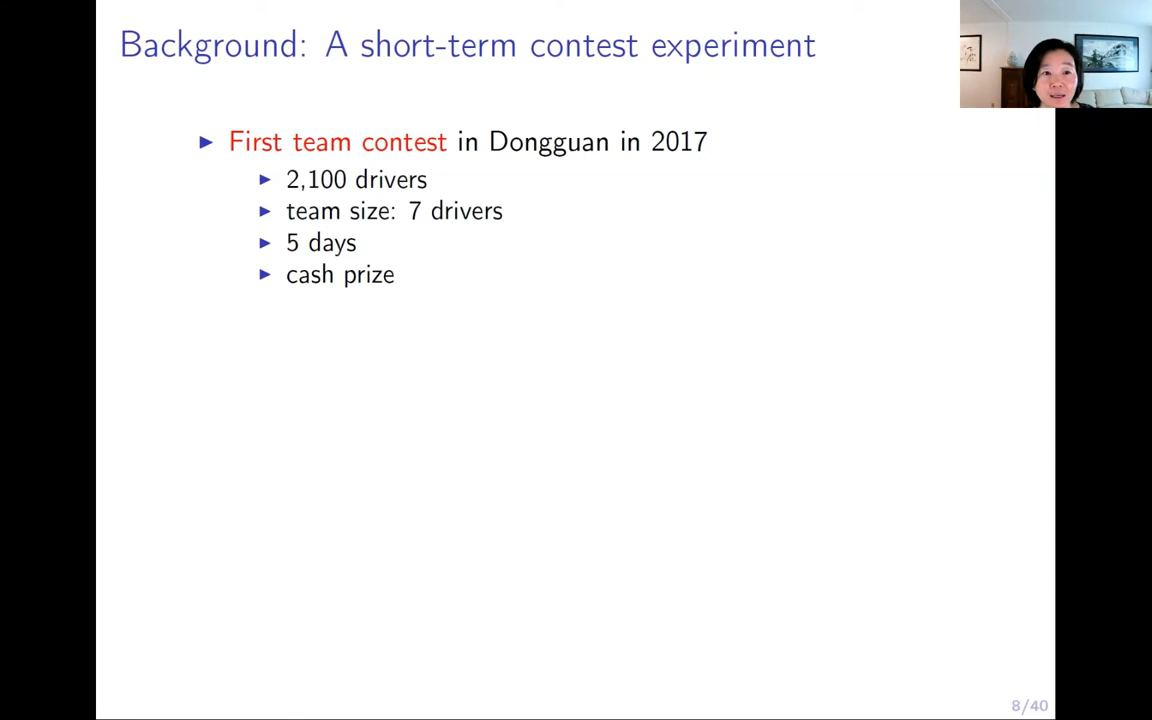 Background: A short-term contest experiment
▶ First team contest in Dongguan in 2017
▶ 2,100 drivers
▶ team size: 7 drivers
▶ 5 days
▶ cash prize
8/40